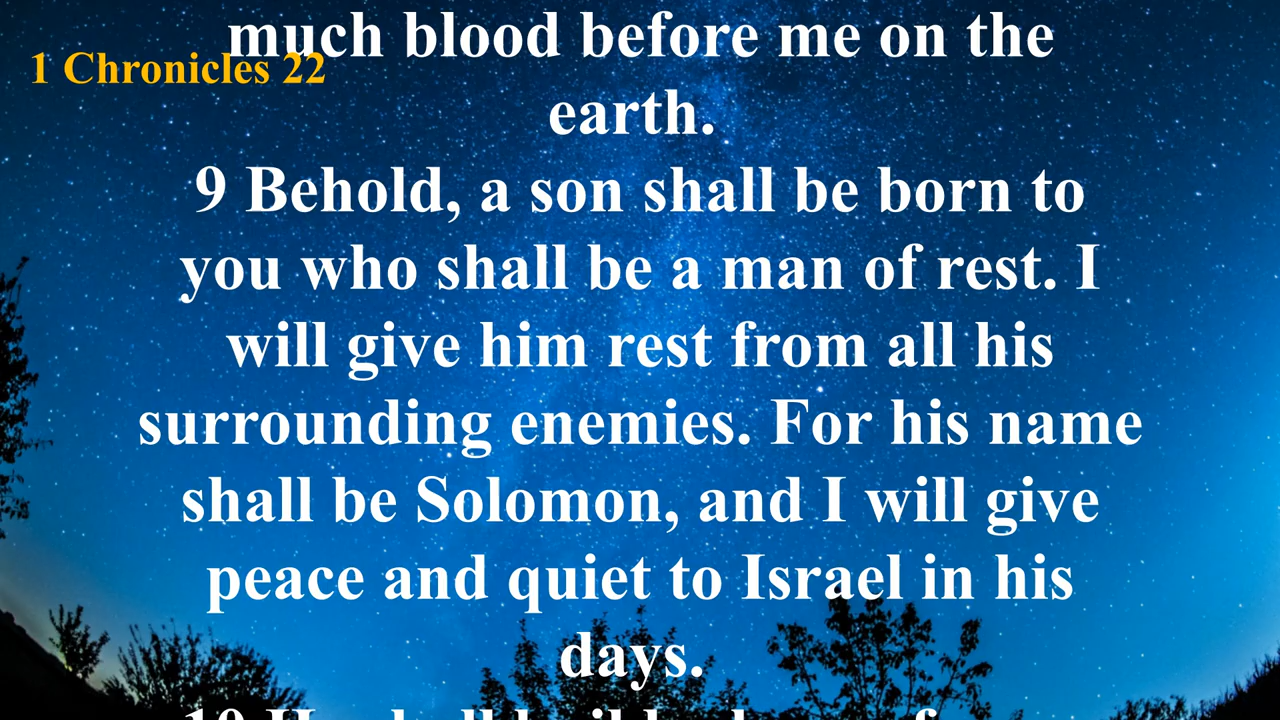 much blood before me on the
1 Chronicles 22
earth.
9 Behold, a son shall be born to
you who shall be a man of rest. I
will give him rest from all his
surrounding enemies. For his name
shall be Solomon, and I will give
peace and quiet to Israel in his
days.